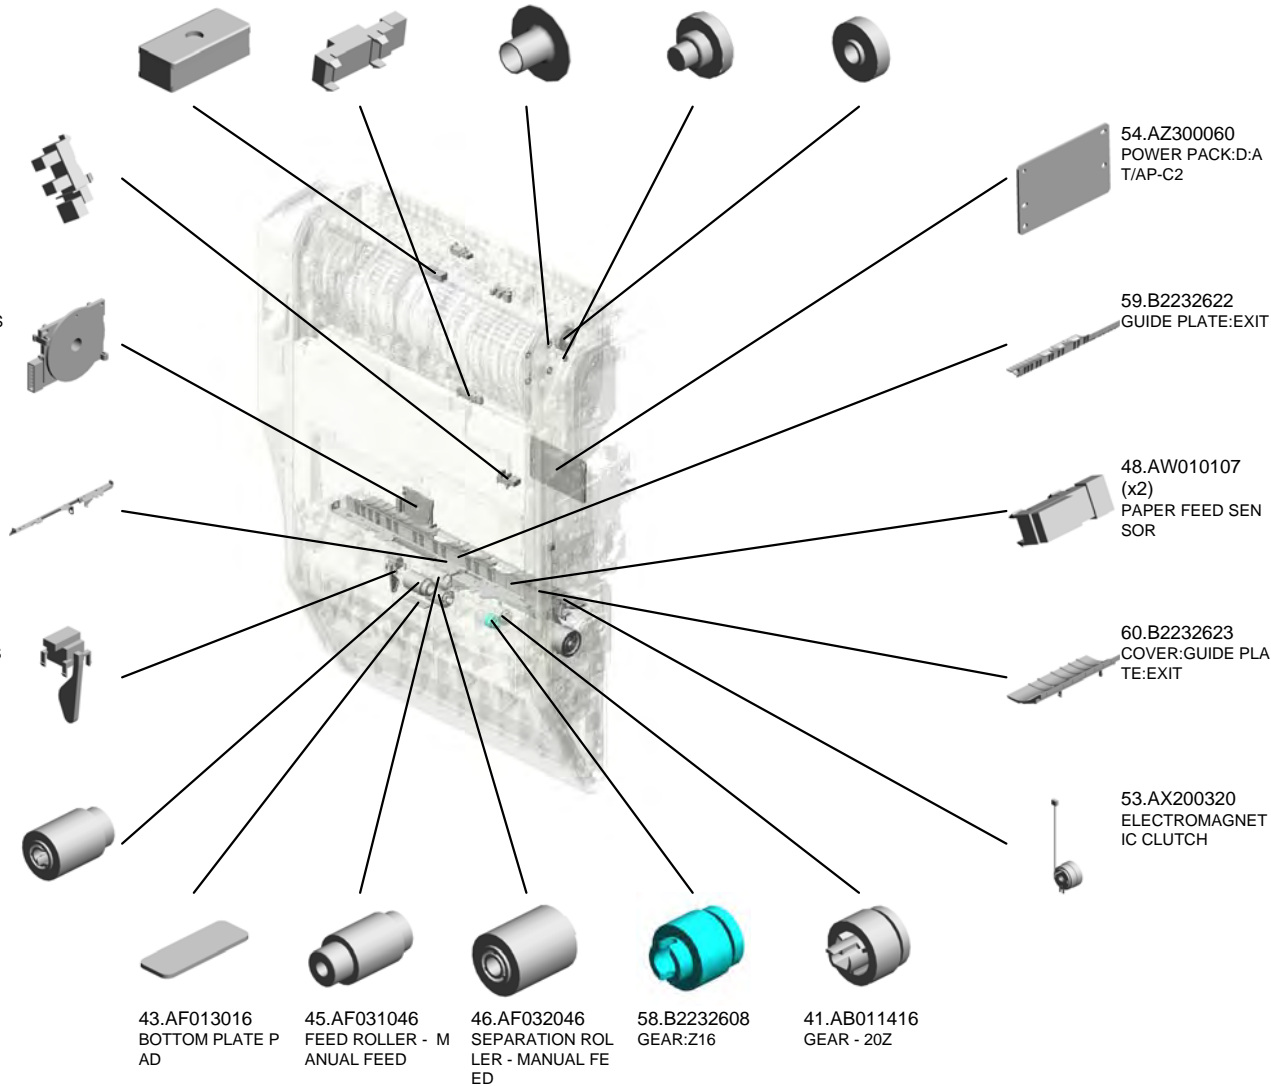 54.AZ300060
POWER PACK:D:A
T/AP-C2
59.B2232622
GUIDE PLATE:EXIT
48.AW010107
(x2)
PAPER FEED SEN
SOR
60.B2232623
COVER:GUIDE PLA
TE:EXIT
53.AX200320
ELECTROMAGNET
IC CLUTCH
43.AF013016
BOTTOM PLATE P
AD
45.AF031046
FEED ROLLER - M
ANUAL FEED
46.AF032046
SEPARATION ROL
LER - MANUAL FE
ED
58.B2232608
GEAR:Z16
41.AB011416
GEAR - 20Z